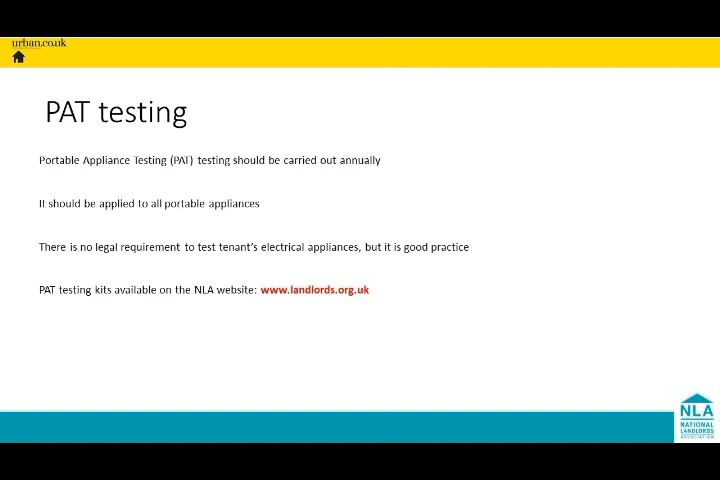 urban.co.uk
PAT testing
Portable Appliance Testing (PAT) testing should be carried out annually
It should be applied to all portable appliances
There is no legal requirement to test tenant's electrical appliances, but it is good practice
PAT testing kits available on the NLA website: www.landlords.org.uk
NLA
NATIONAL
LANDLORDS
ASSOCIATION